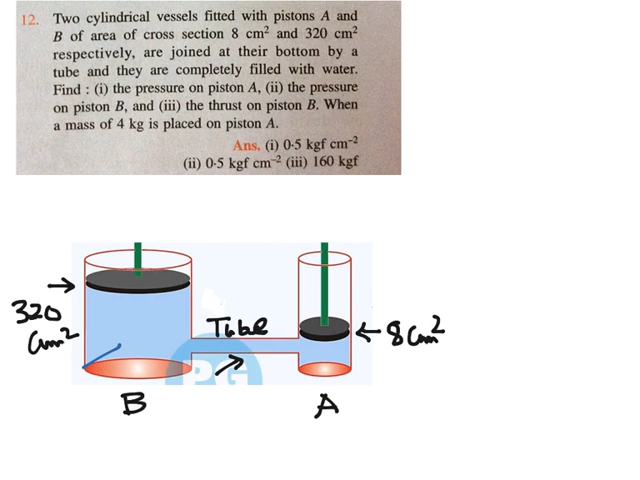 12. Two cylindrical vessels fitted with pistons A and
B of area of cross section 8 cm² and 320 cm²
respectively, are joined at their bottom by a
tube and they are completely filled with water.
Find : (i) the pressure on piston A, (ii) the pressure
on piston B, and (iii) the thrust on piston B. When
a mass of 4 kg is placed on piston A.
Ans. (i) 0·5 kgf cm⁻²
(ii) 0·5 kgf cm⁻² (iii) 160 kgf
320
cm²
Tube
8 cm²
PG
B
A